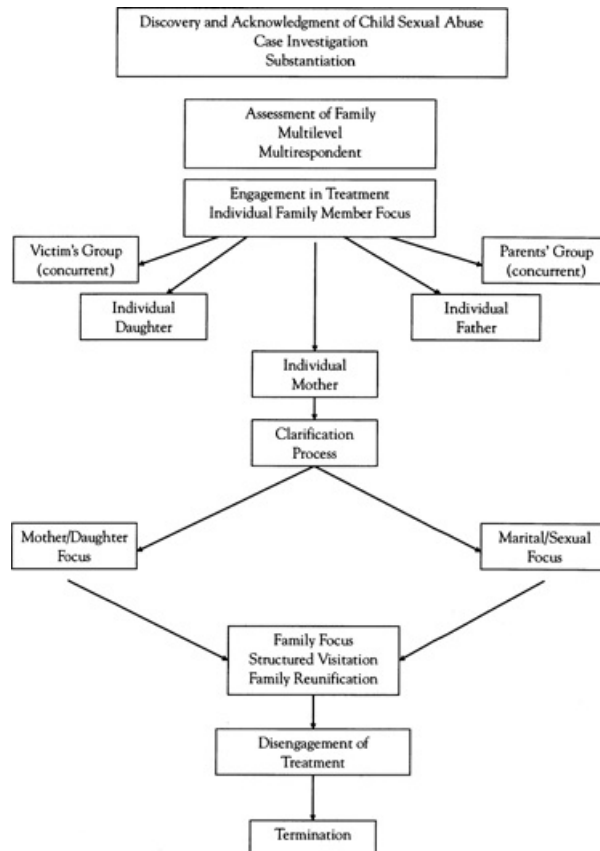 Discovery and Acknowledgment of Child Sexual Abuse
Case Investigation
Substantiation
Assessment of Family
Multilevel
Multirespondent
Engagement in Treatment
Individual Family Member Focus
Victim's Group
(concurrent)
Parents' Group
(concurrent)
Individual
Daughter
Individual
Father
Individual
Mother
Clarification
Process
Mother/Daughter
Focus
Marital/Sexual
Focus
Family Focus
Structured Visitation
Family Reunification
Disengagement of
Treatment
Termination